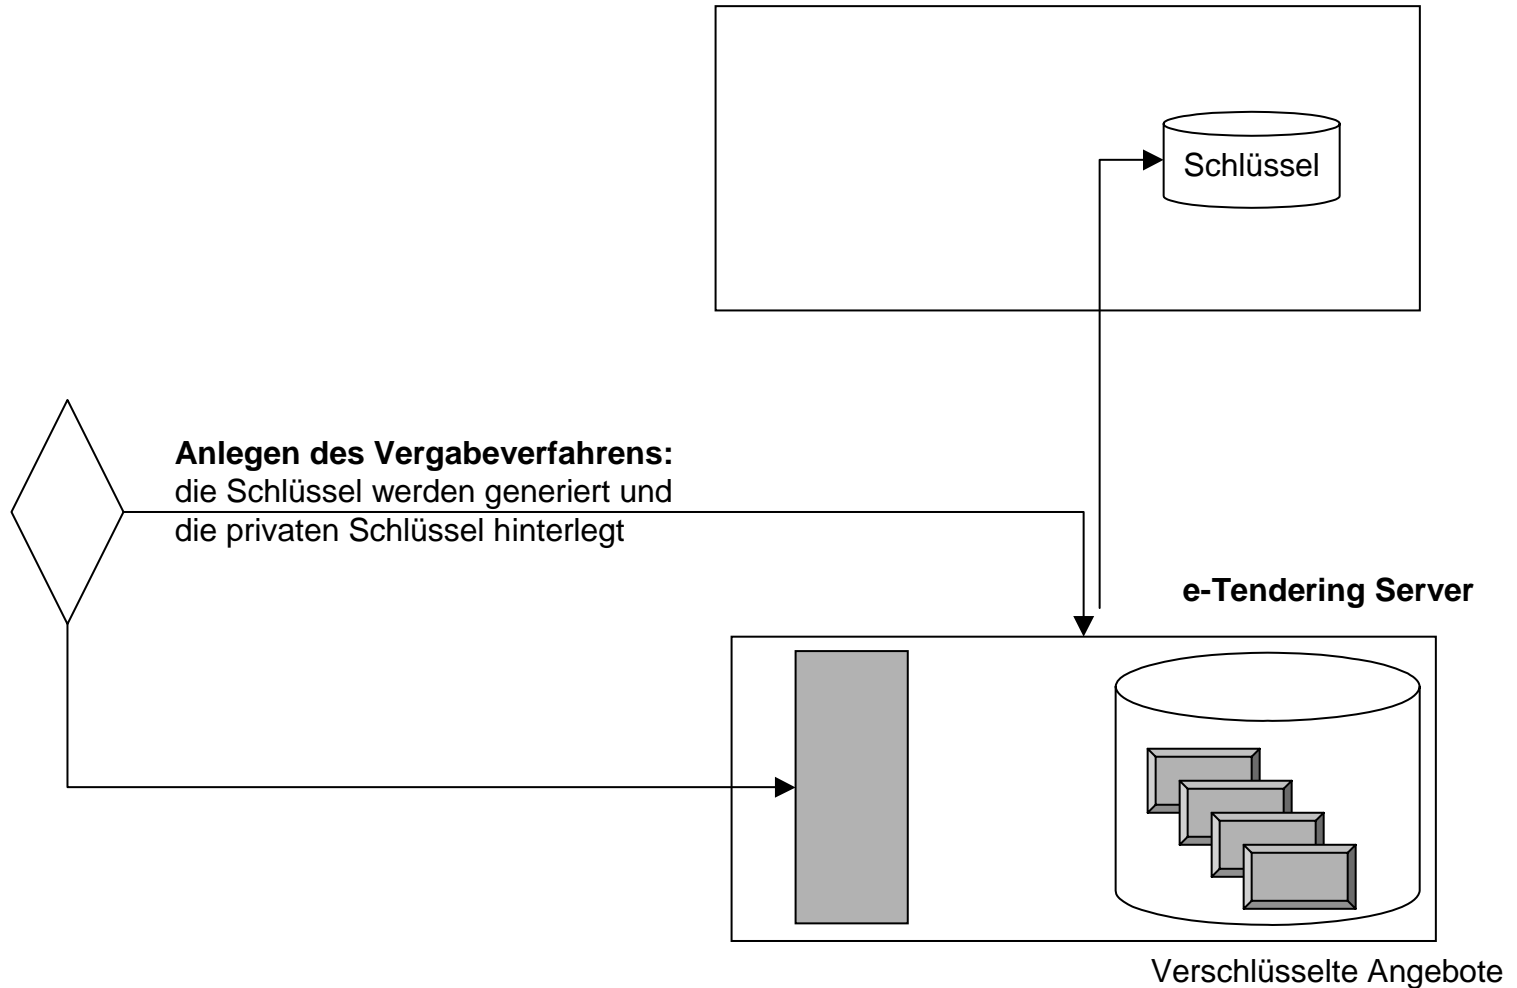 Schlüssel
Anlegen des Vergabeverfahrens:
die Schlüssel werden generiert und
die privaten Schlüssel hinterlegt
e-Tendering Server
Verschlüsselte Angebote